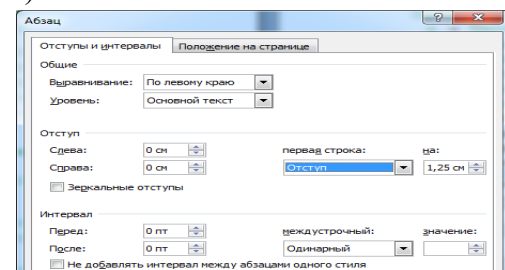 Абзац
Отступы и интервалы Положение на странице
Общие
Выравнивание: По левому краю
Уровень: Основной текст
Отступ
Слева: 0 см первая строка: на:
Справа: 0 см Отступ 1,25 см
Зеркальные отступы
Интервал
Перед: 0 пт междустрочный: значение:
После: 0 пт Одинарный
Не добавлять интервал между абзацами одного стиля